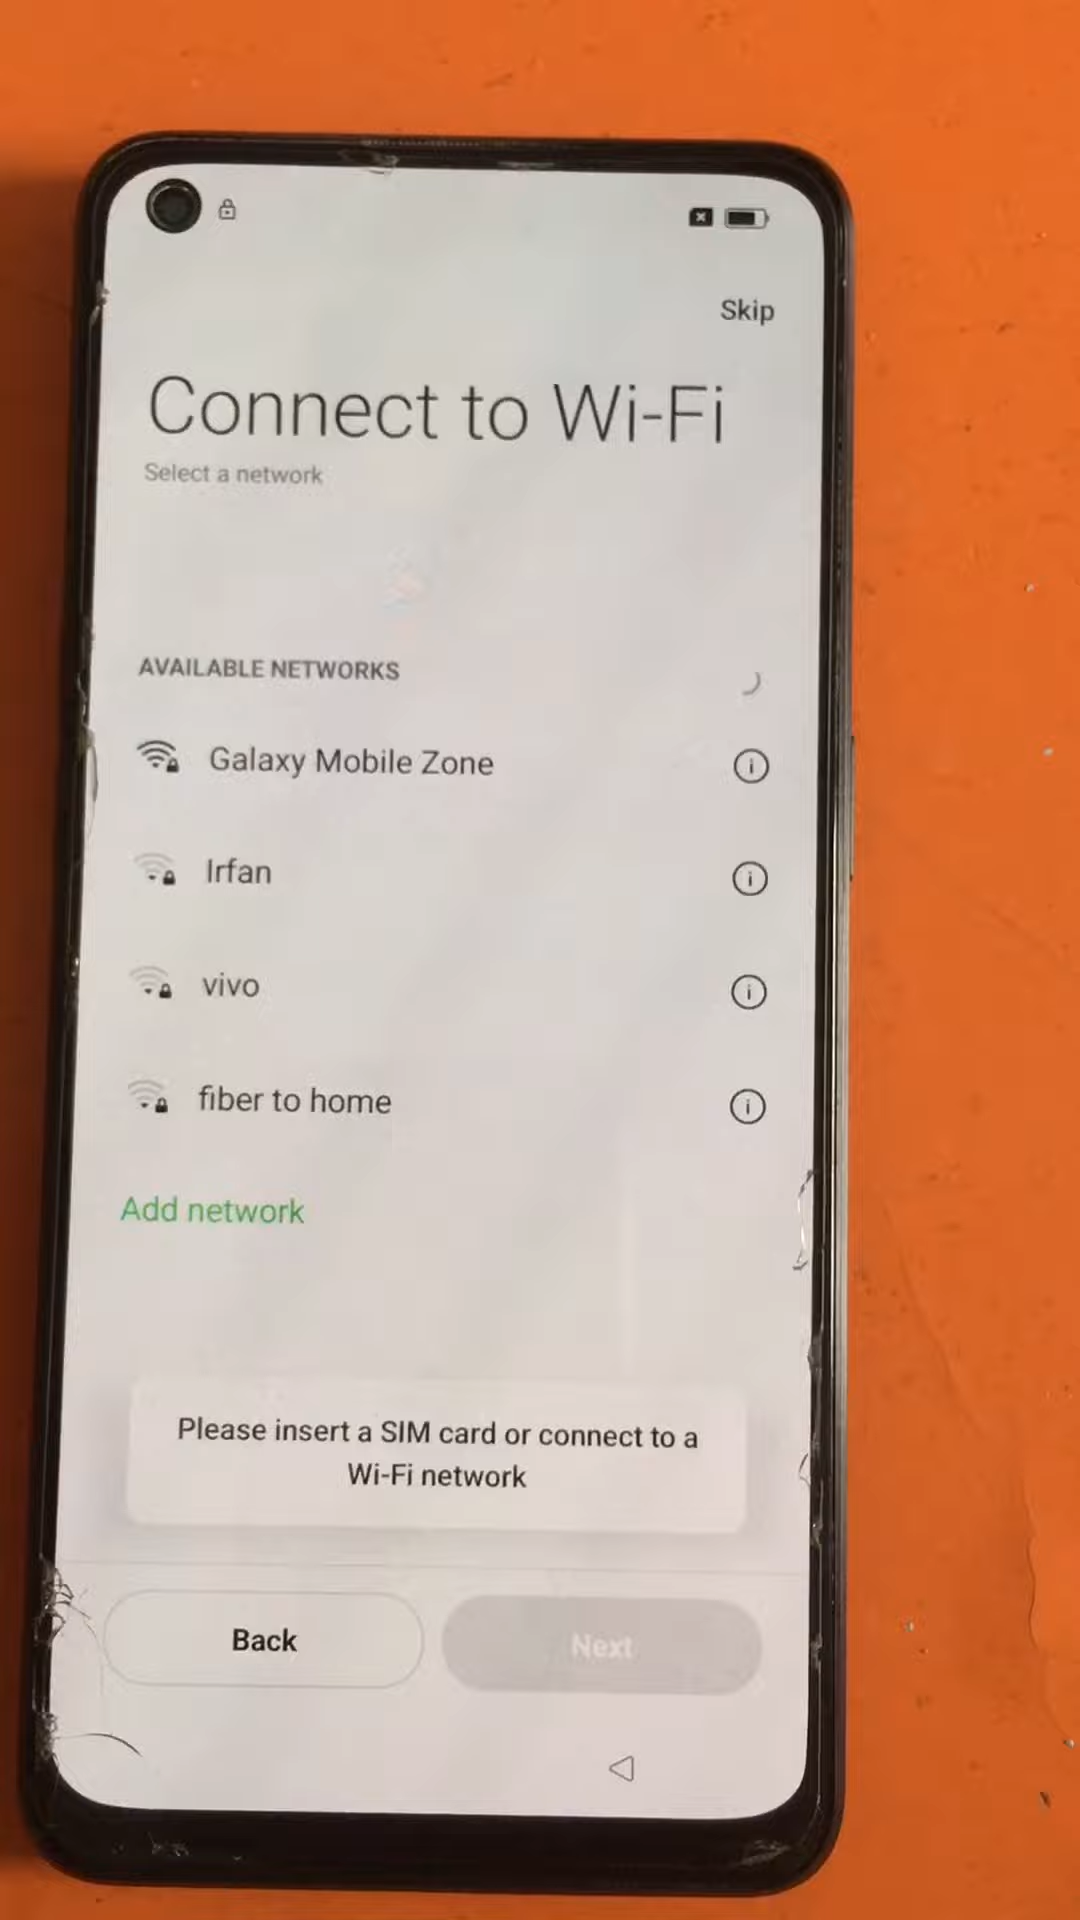 Skip
Connect to Wi-Fi
Select a network
AVAILABLE NETWORKS
Galaxy Mobile Zone
Irfan
vivo
fiber to home
Add network
Please insert a SIM card or connect to a
Wi-Fi network
Back
Next